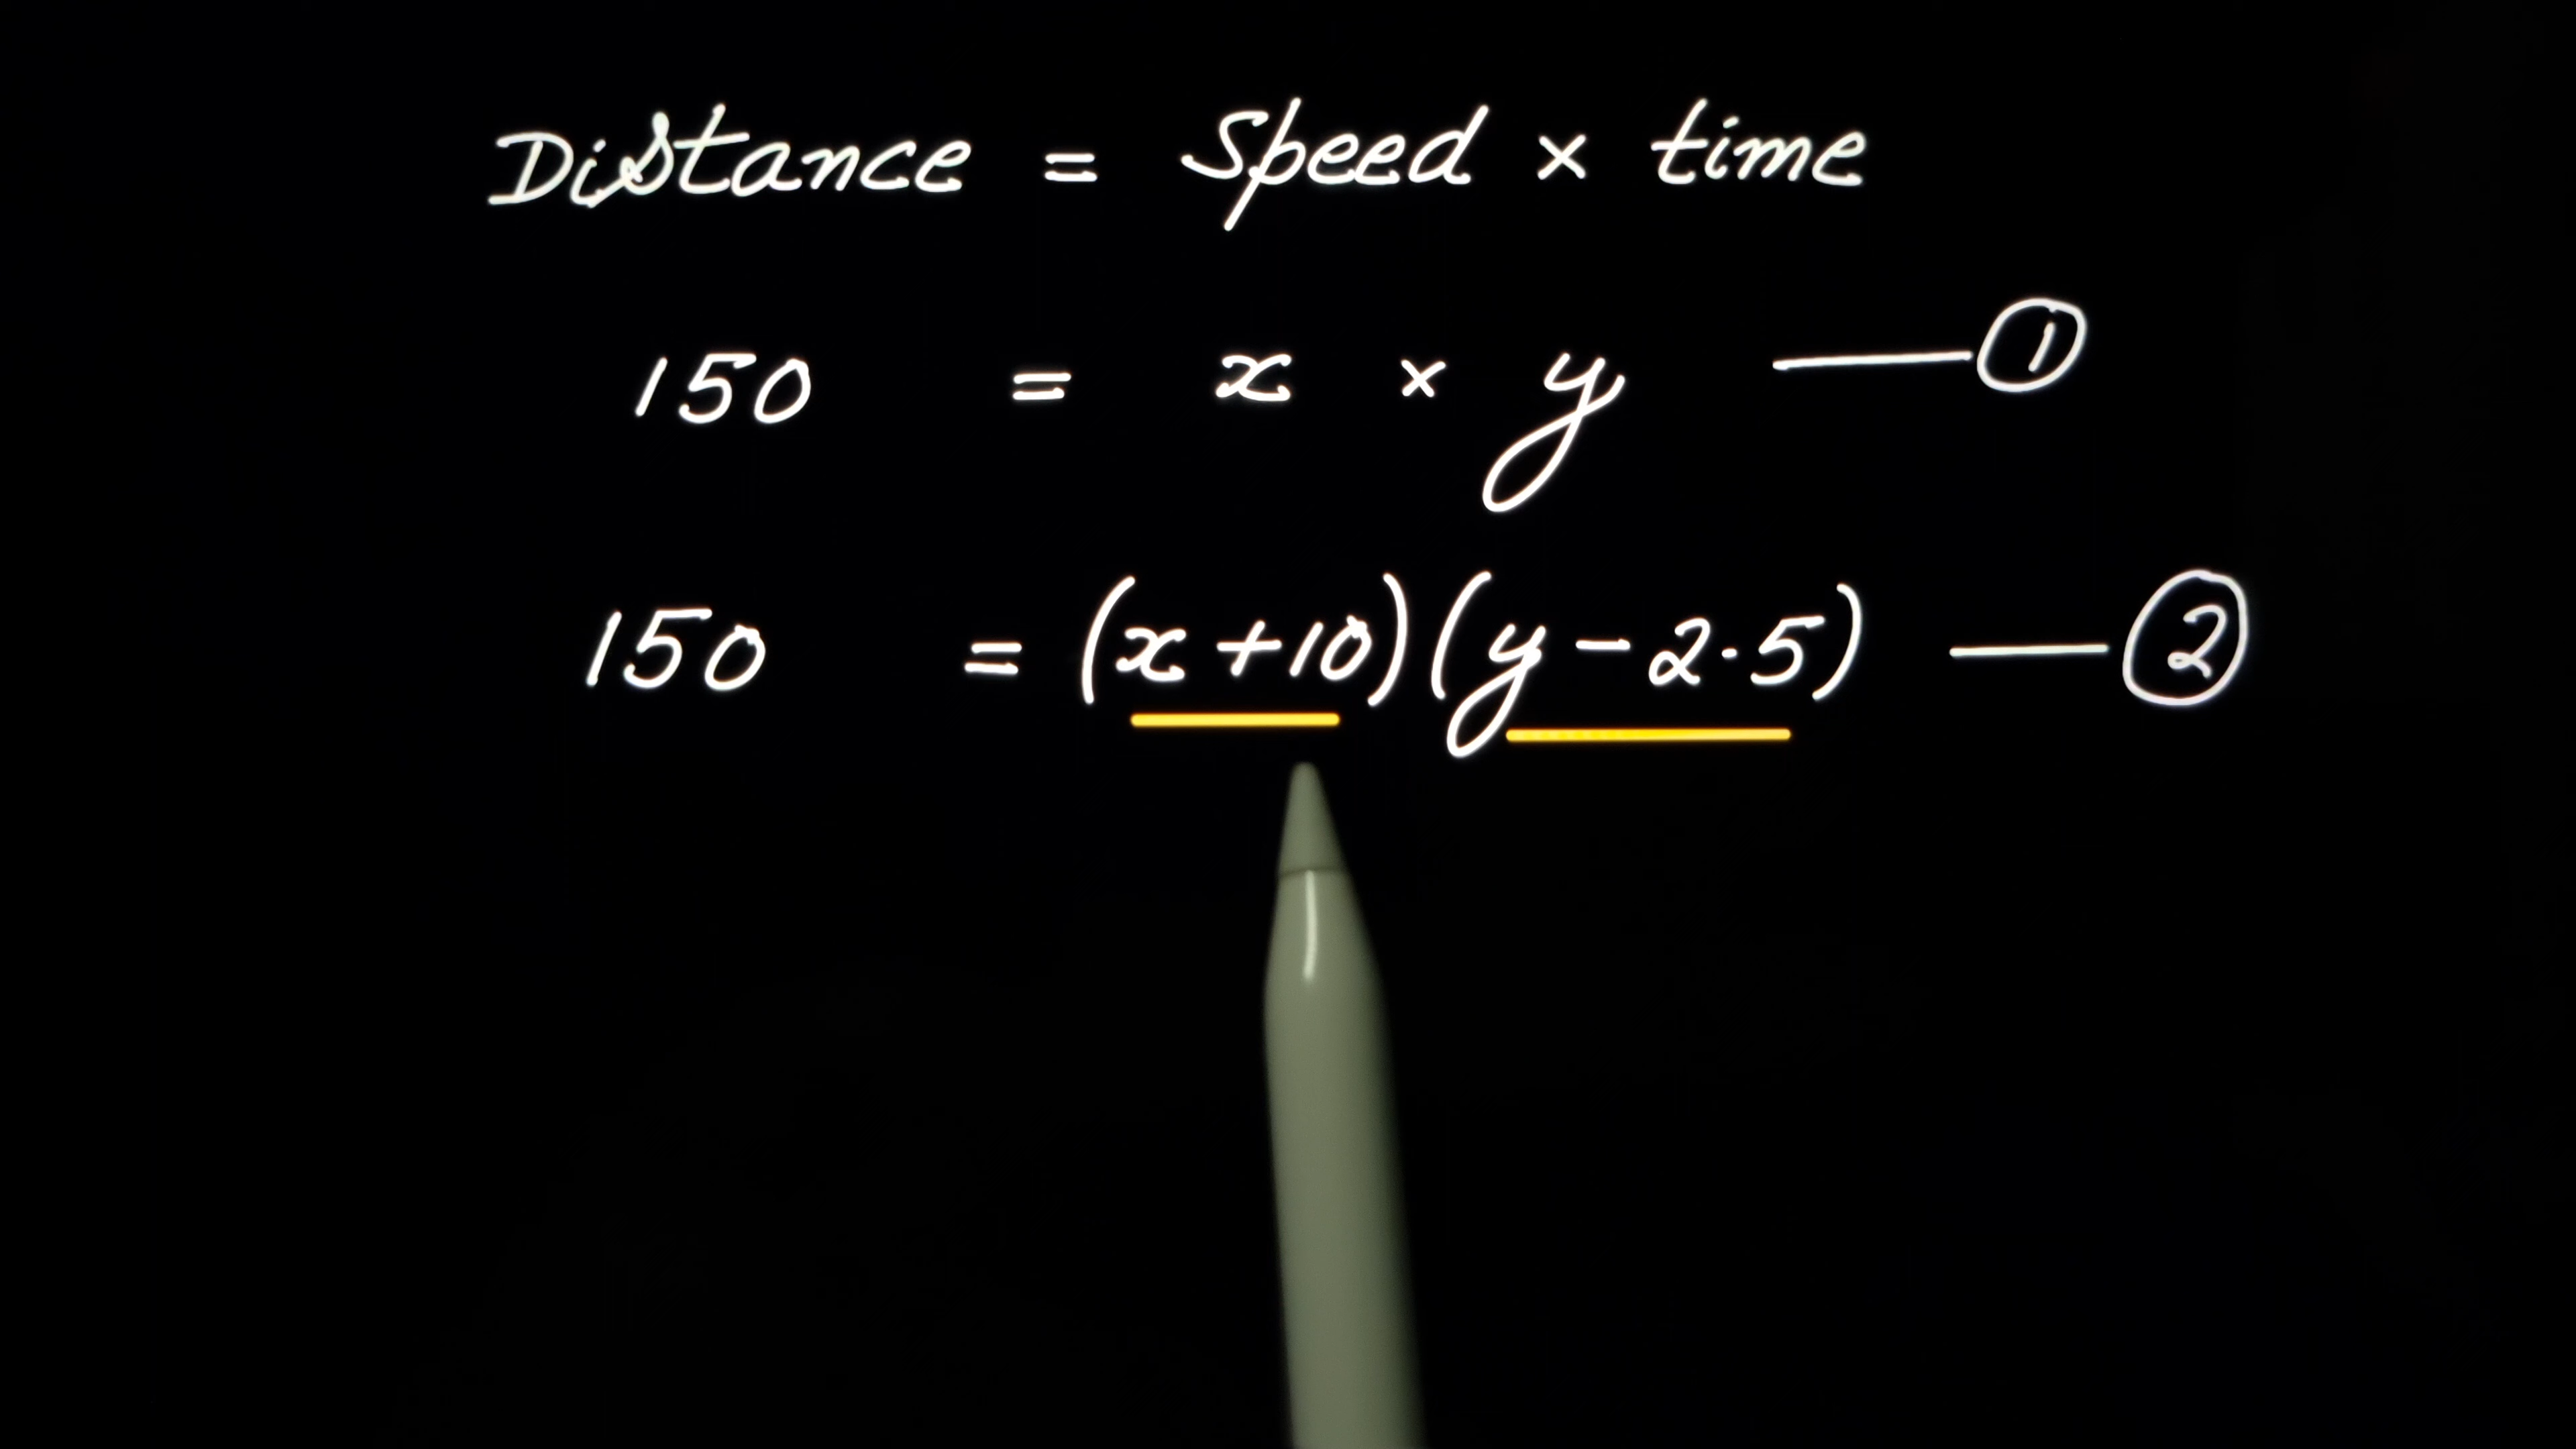 Distance = Speed × time
150 = x × y —— ①
150 = (x+10)(y-2·5) —— ②